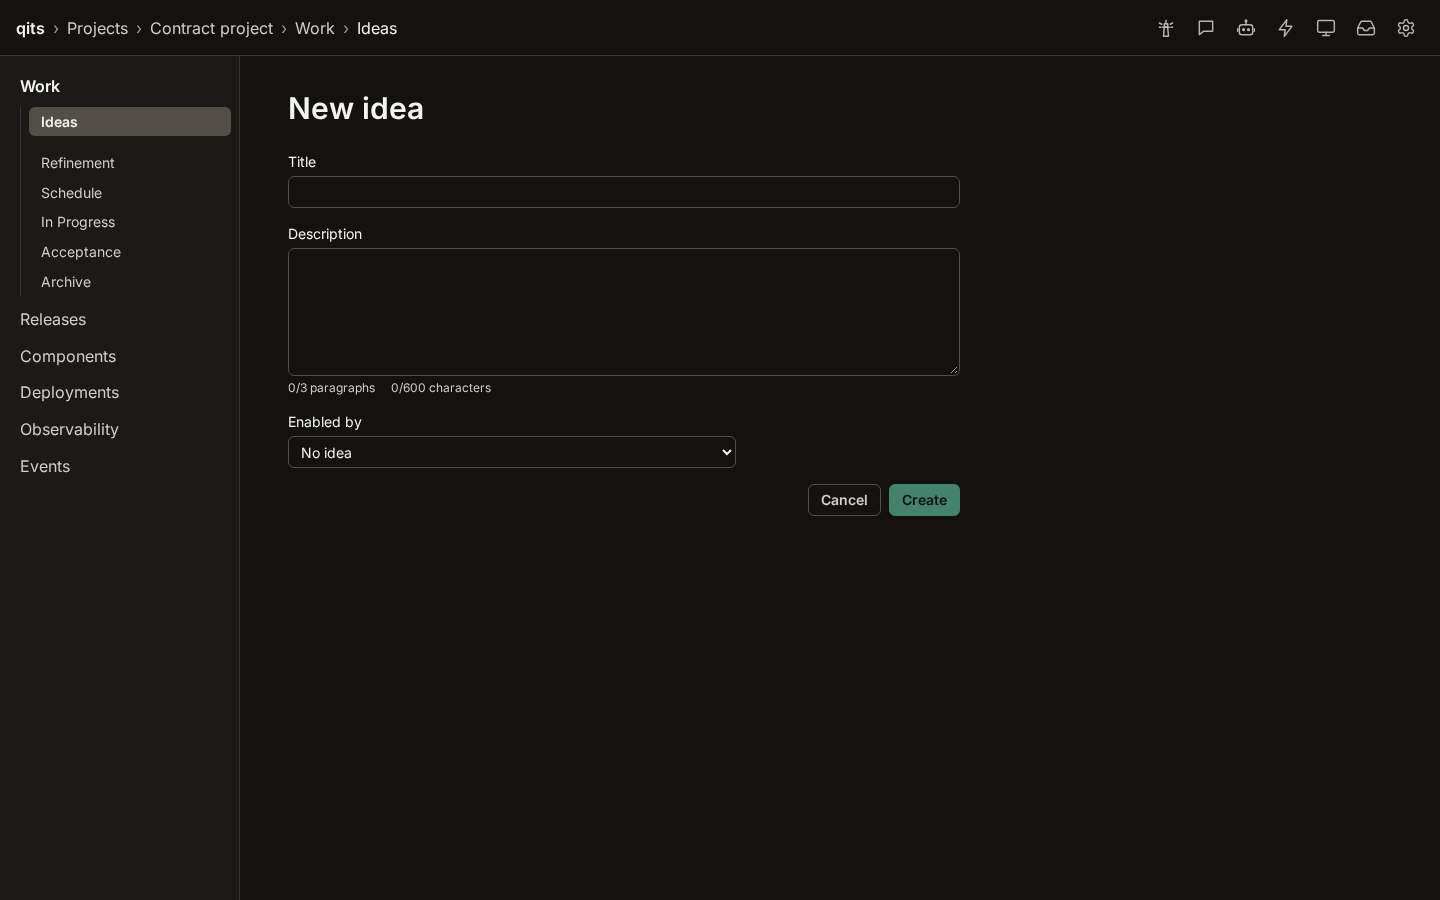 qits › Projects › Contract project › Work › Ideas
Work
Ideas
Refinement
Schedule
In Progress
Acceptance
Archive
Releases
Components
Deployments
Observability
Events
New idea
Title
Description
0/3 paragraphs 0/600 characters
Enabled by
No idea
Cancel Create